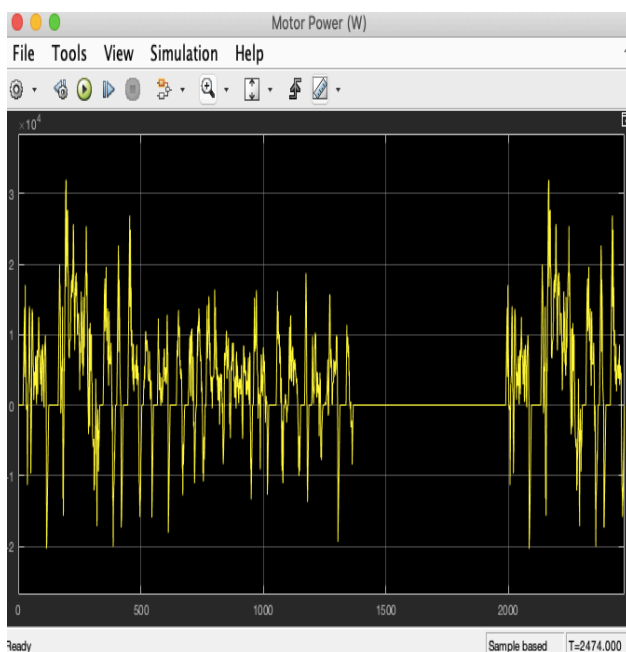 Motor Power (W)
File Tools View Simulation Help
×10⁴
3
2
1
0
-1
-2
0 500 1000 1500 2000
Ready Sample based T=2474.000